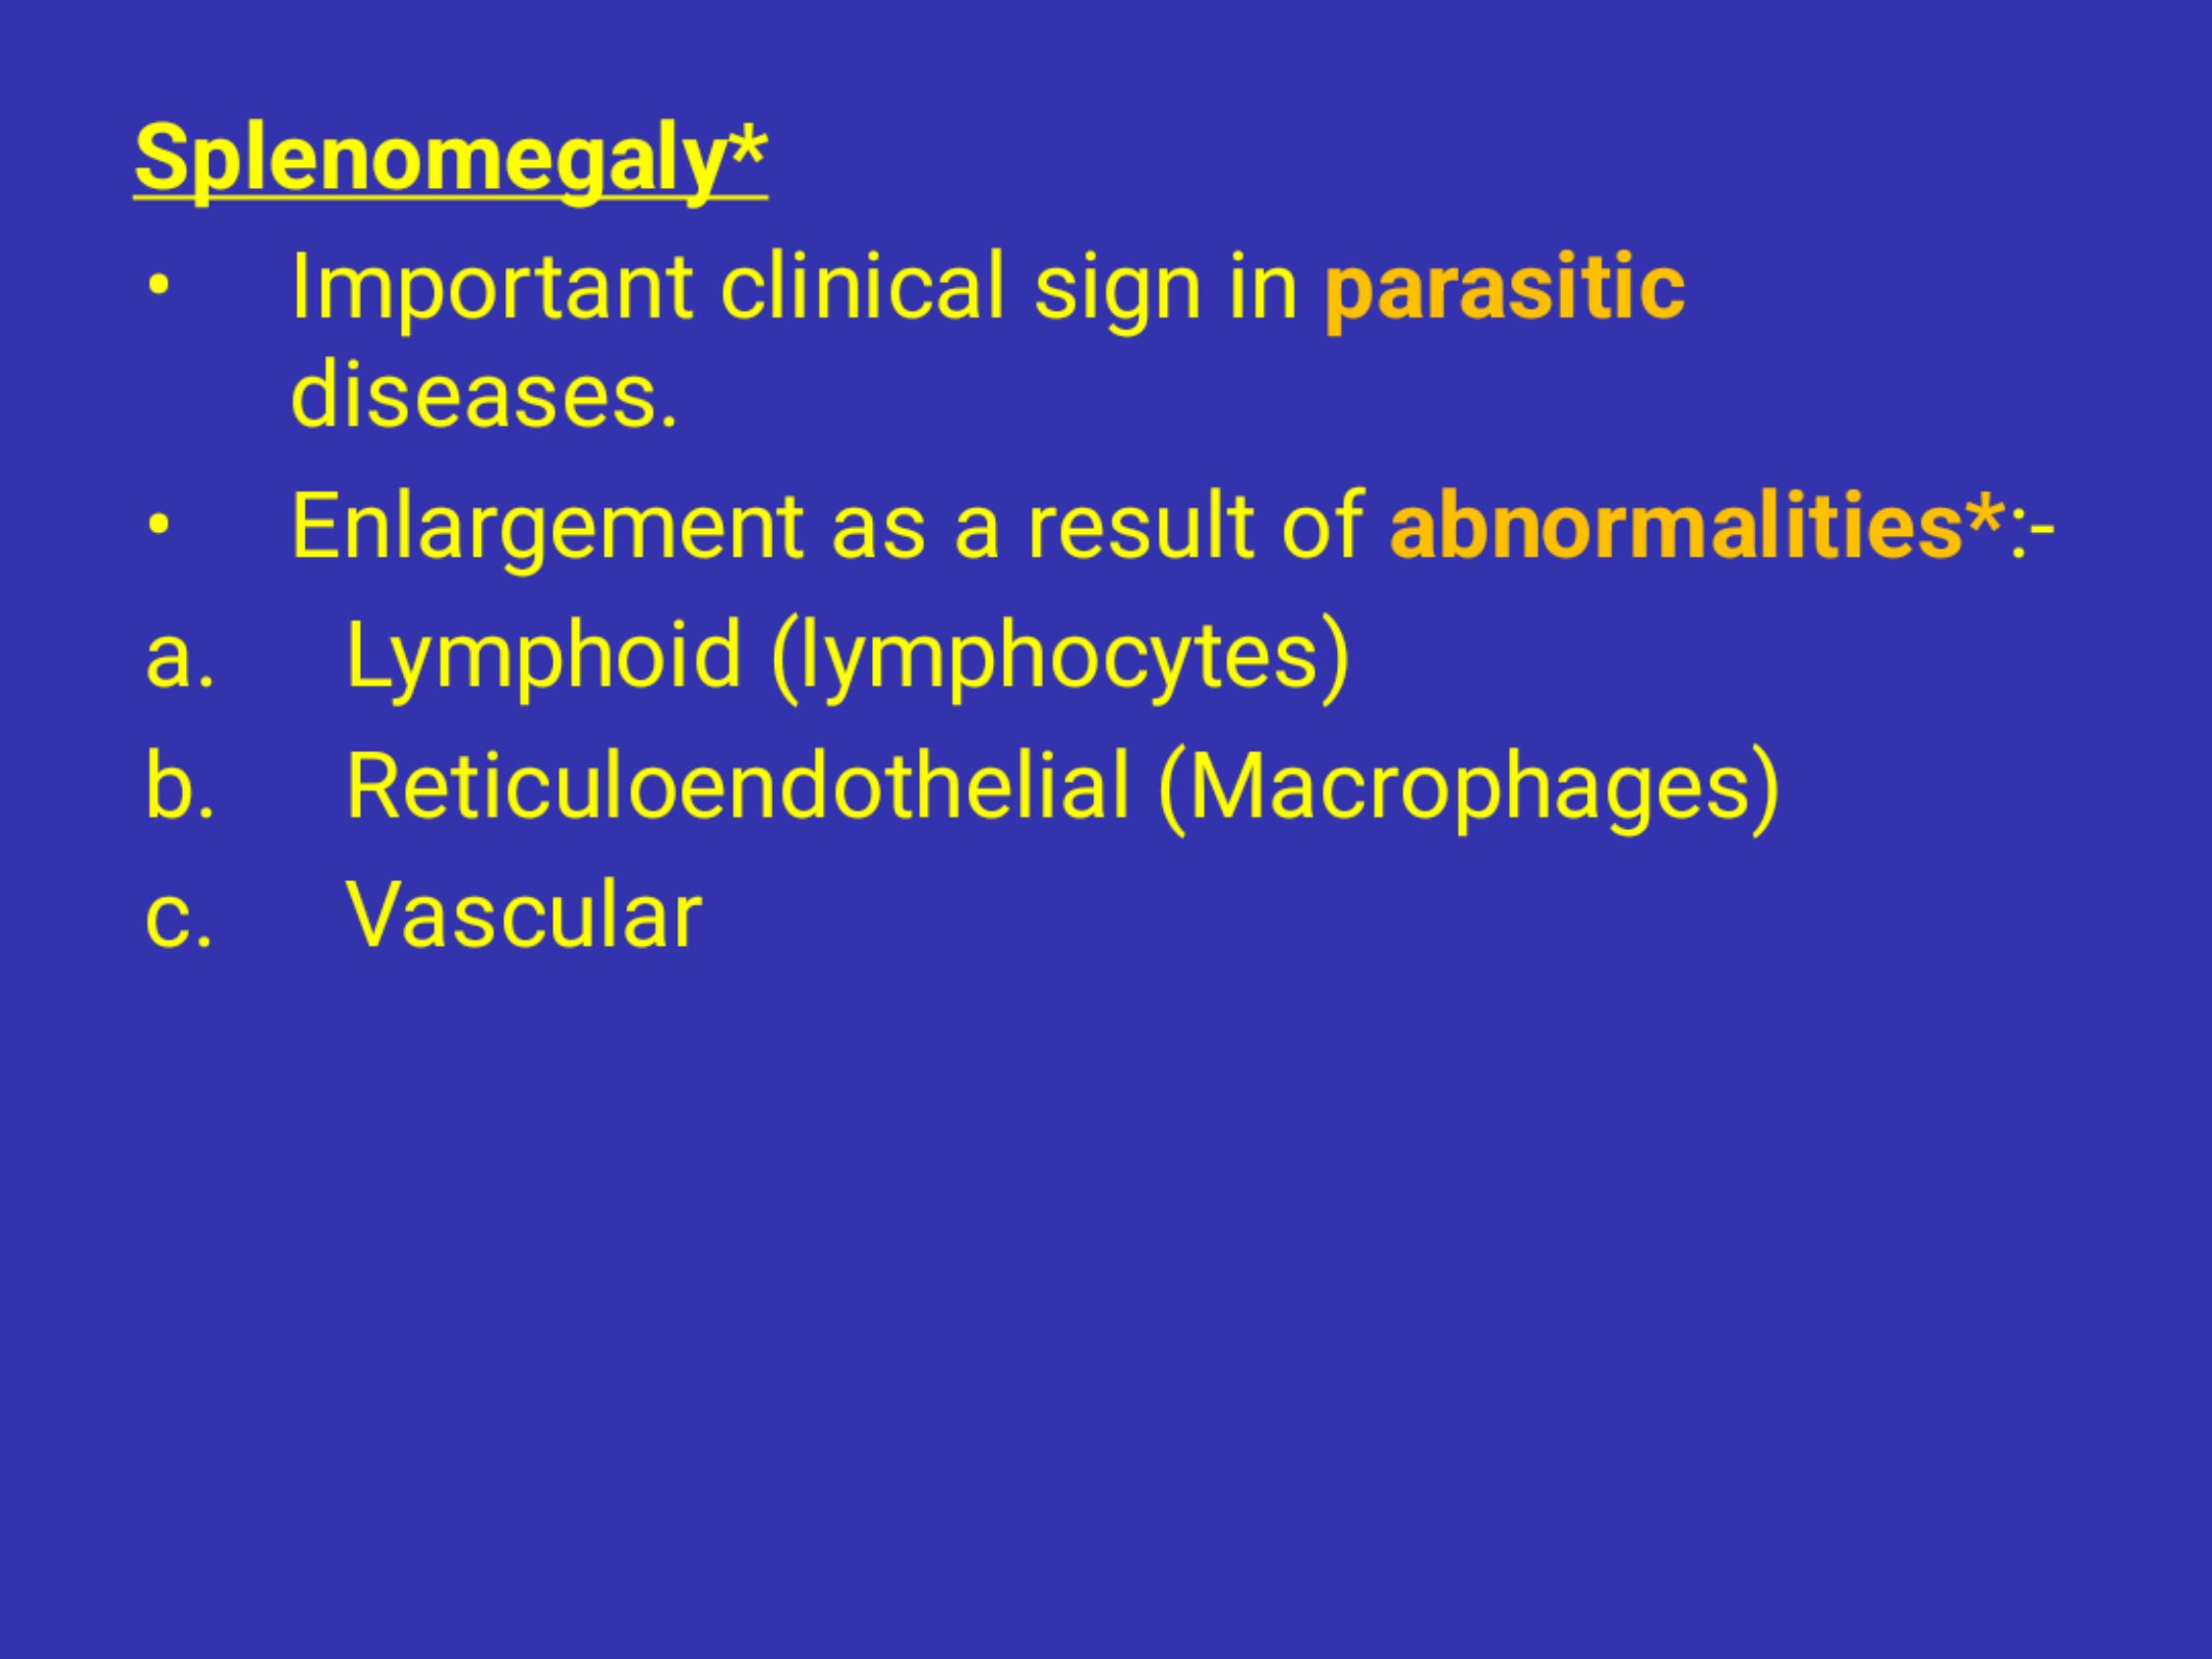 Splenomegaly*
• Important clinical sign in parasitic
diseases.
• Enlargement as a result of abnormalities*:-
a. Lymphoid (lymphocytes)
b. Reticuloendothelial (Macrophages)
c. Vascular